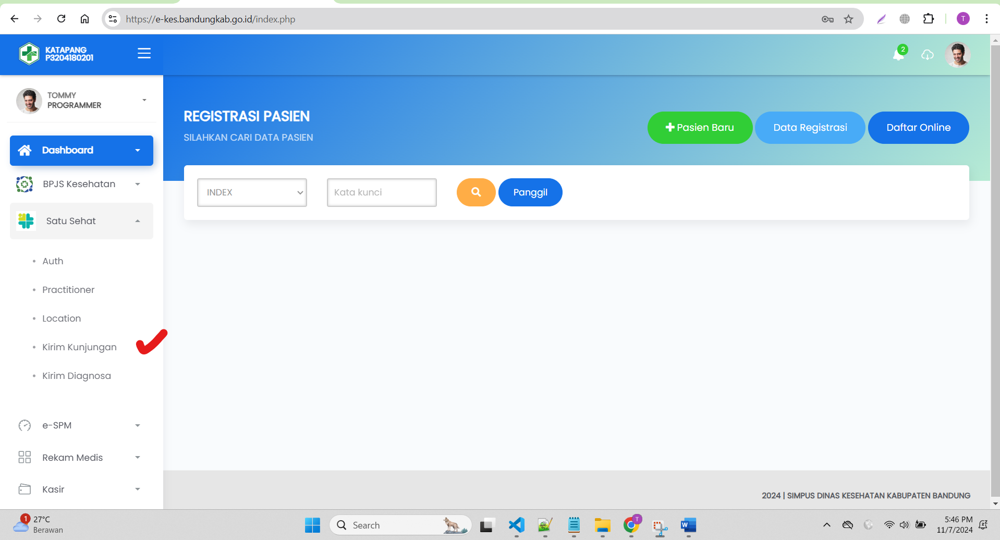 https://e-kes.bandungkab.go.id/index.php
T
KATAPANG
P3204180201
2
TOMMY
PROGRAMMER
REGISTRASI PASIEN
SILAHKAN CARI DATA PASIEN
Pasien Baru
Data Registrasi
Daftar Online
Dashboard
BPJS Kesehatan
Satu Sehat
INDEX
Kata kunci
Panggil
Auth
Practitioner
Location
Kirim Kunjungan
Kirim Diagnosa
e-SPM
Rekam Medis
Kasir
2024 | SIMPUS DINAS KESEHATAN KABUPATEN BANDUNG
1
27°C
Berawan
Search
T
W
5:46 PM
11/7/2024